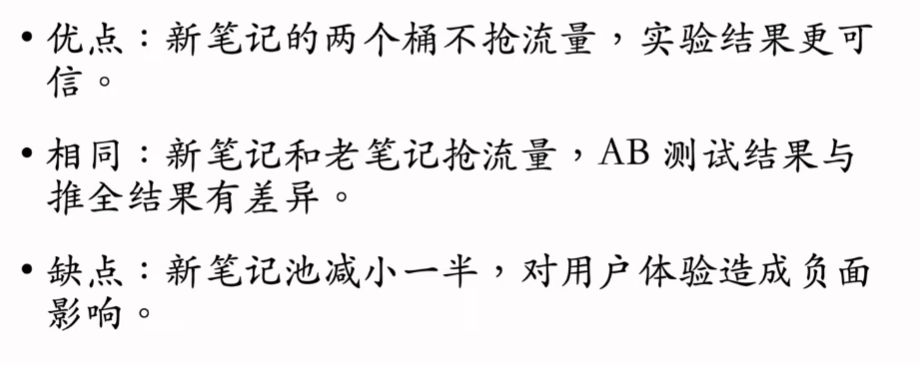 • 优点：新笔记的两个桶不抢流量，实验结果更可
信。
• 相同：新笔记和老笔记抢流量，AB 测试结果与
推全结果有差异。
• 缺点：新笔记池减小一半，对用户体验造成负面
影响。